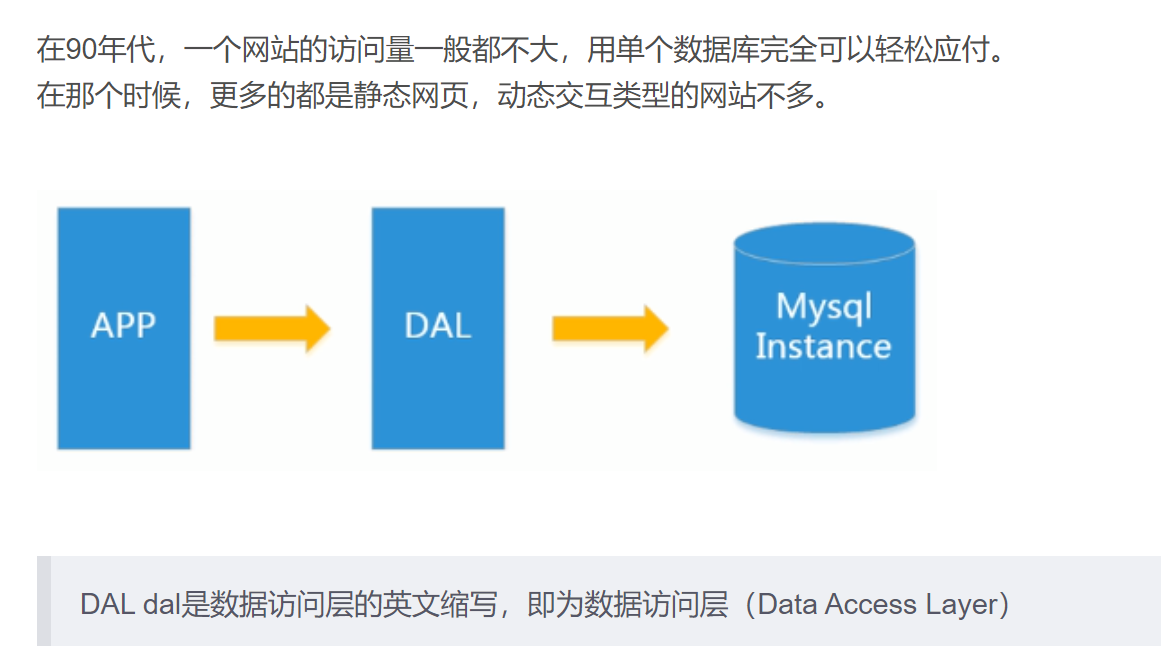 在90年代，一个网站的访问量一般都不大，用单个数据库完全可以轻松应付。
在那个时候，更多的都是静态网页，动态交互类型的网站不多。
APP
DAL
Mysql
Instance
DAL dal是数据访问层的英文缩写，即为数据访问层（Data Access Layer）